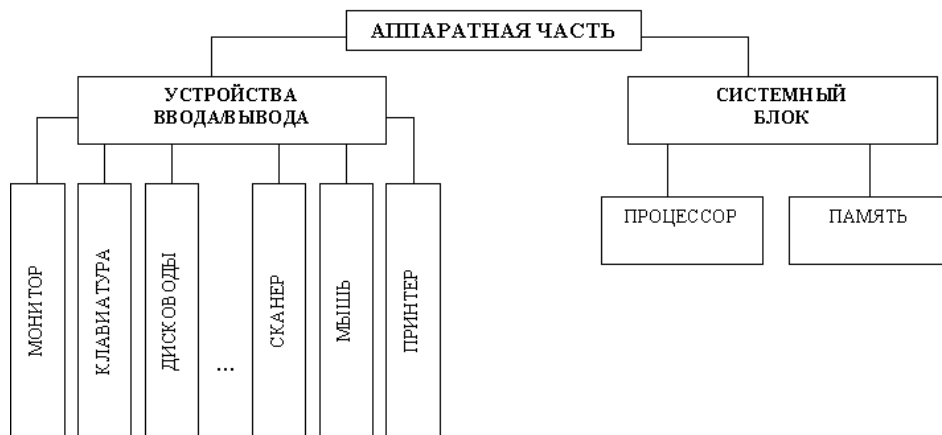 АППАРАТНАЯ ЧАСТЬ
УСТРОЙСТВА
ВВОДА/ВЫВОДА
СИСТЕМНЫЙ
БЛОК
МОНИТОР
КЛАВИАТУРА
ДИСКОВОДЫ
...
СКАНЕР
МЫШЬ
ПРИНТЕР
ПРОЦЕССОР
ПАМЯТЬ